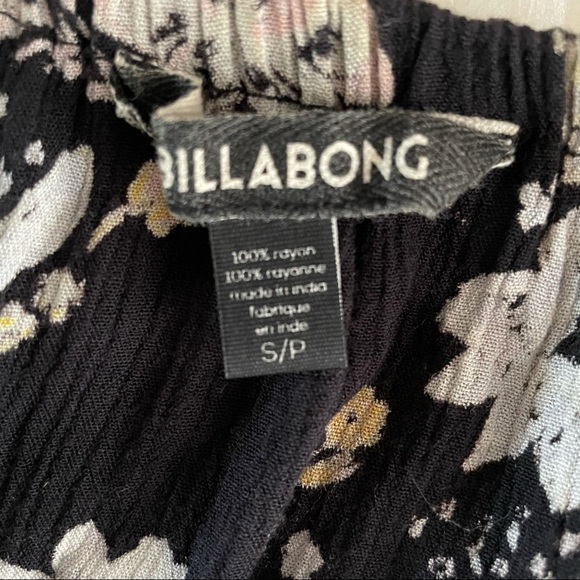 BILLABONG
100% rayon
100% rayonne
made in india
fabriqué
en inde
S/P